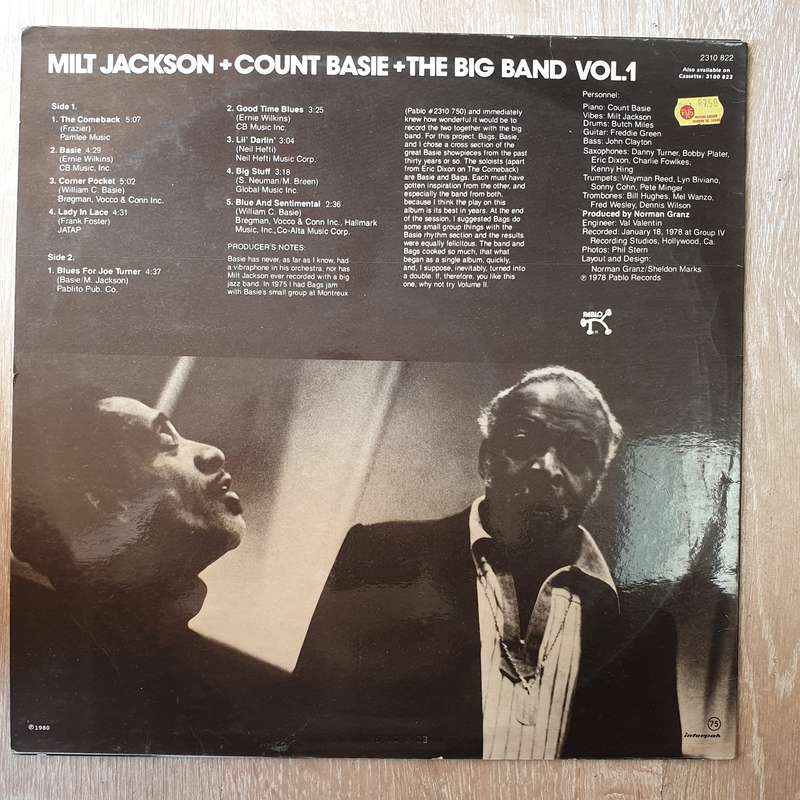 MILT JACKSON + COUNT BASIE + THE BIG BAND VOL.1
2310 822
Also available on
Cassette: 3100 822
Side 1.
1. The Comeback 5:07
(Frazier)
Pamlee Music
2. Basie 4:29
(Ernie Wilkins)
CB Music, Inc.
3. Corner Pocket 5:02
(William C. Basie)
Bregman, Vocco & Conn Inc.
4. Lady In Lace 4:31
(Frank Foster)
JATAP
Side 2.
1. Blues For Joe Turner 4:37
(Basie/M. Jackson)
Pablito Pub. Co.
2. Good Time Blues 3:25
(Ernie Wilkins)
CB Music Inc.
3. Lil' Darlin' 3:04
(Neil Hefti)
Neil Hefti Music Corp.
4. Big Stuff 3:18
(S. Neuman/M. Breen)
Global Music Inc.
5. Blue And Sentimental 2:36
(William C. Basie)
Bregman, Vocco & Conn Inc., Hallmark
Music, Inc.,Co-Alta Music Corp.
PRODUCER'S NOTES:
Basie has never, as far as I know, had
a vibraphone in his orchestra; nor has
Milt Jackson ever recorded with a big
jazz band. In 1975 I had Bags jam
with Basie's small group at Montreux
(Pablo #2310 750) and immediately
knew how wonderful it would be to
record the two together with the big
band. For this project, Bags, Basie,
and I chose a cross section of the
great Basie showpieces from the past
thirty years or so. The soloists (apart
from Eric Dixon on The Comeback)
are Basie and Bags. Each must have
gotten inspiration from the other, and
especially the band from both,
because I think the play on this
album is its best in years. At the end
of the session, I suggested Bags do
some small group things with the
Basie rhythm section and the results
were equally felicitous. The band and
Bags cooked so much, that what
began as a single album, quickly,
and, I suppose, inevitably, turned into
a double. If, therefore, you like this
one, why not try Volume II.
Personnel:
Piano: Count Basie
Vibes: Milt Jackson
Drums: Butch Miles
Guitar: Freddie Green
Bass: John Clayton
Saxophones: Danny Turner, Bobby Plater,
Eric Dixon, Charlie Fowlkes,
Kenny Hing
Trumpets: Wayman Reed, Lyn Biviano,
Sonny Cohn, Pete Minger
Trombones: Bill Hughes, Mel Wanzo,
Fred Wesley, Dennis Wilson
Produced by Norman Granz
Engineer: Val Valentin
Recorded: January 18, 1978 at Group IV
Recording Studios, Hollywood, Ca.
Photos: Phil Stern
Layout and Design:
Norman Granz/Sheldon Marks
℗ 1978 Pablo Records
PABLO
℗1980
75
interpak